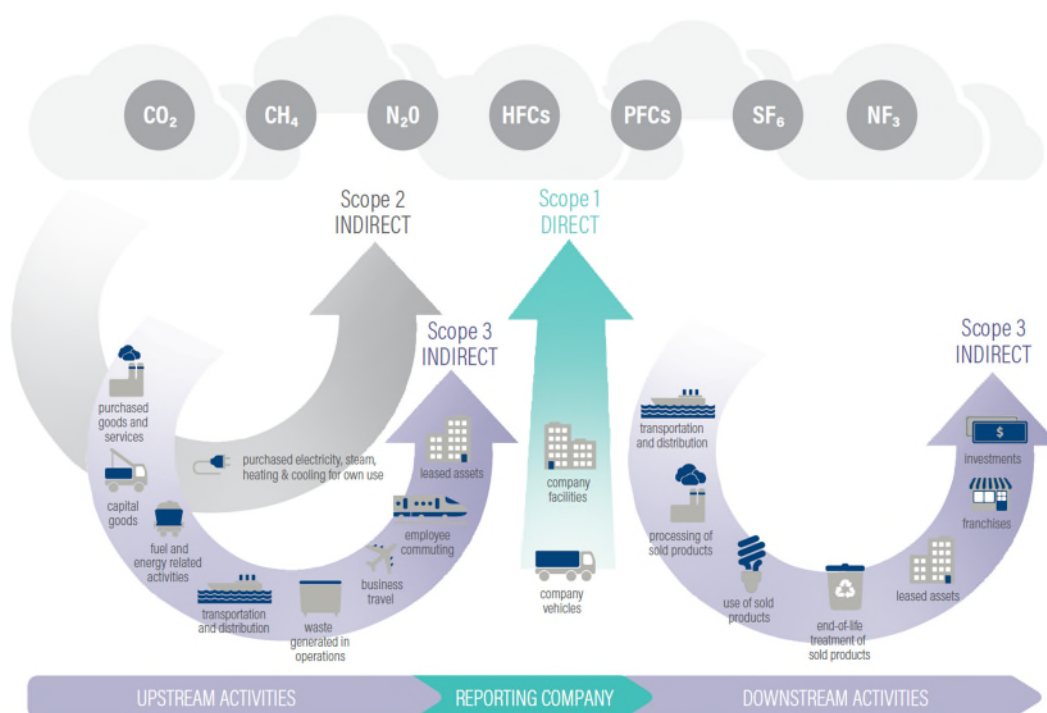 CO₂
CH₄
N₂O
HFCs
PFCs
SF₆
NF₃
Scope 2
INDIRECT
Scope 1
DIRECT
Scope 3
INDIRECT
Scope 3
INDIRECT
purchased
goods and
services
capital
goods
fuel and
energy related
activities
transportation
and distribution
waste
generated in
operations
business
travel
employee
commuting
leased assets
purchased electricity, steam,
heating & cooling for own use
company
facilities
company
vehicles
transportation
and distribution
processing of
sold products
use of sold
products
end-of-life
treatment of
sold products
leased assets
franchises
$
investments
UPSTREAM ACTIVITIES
REPORTING COMPANY
DOWNSTREAM ACTIVITIES